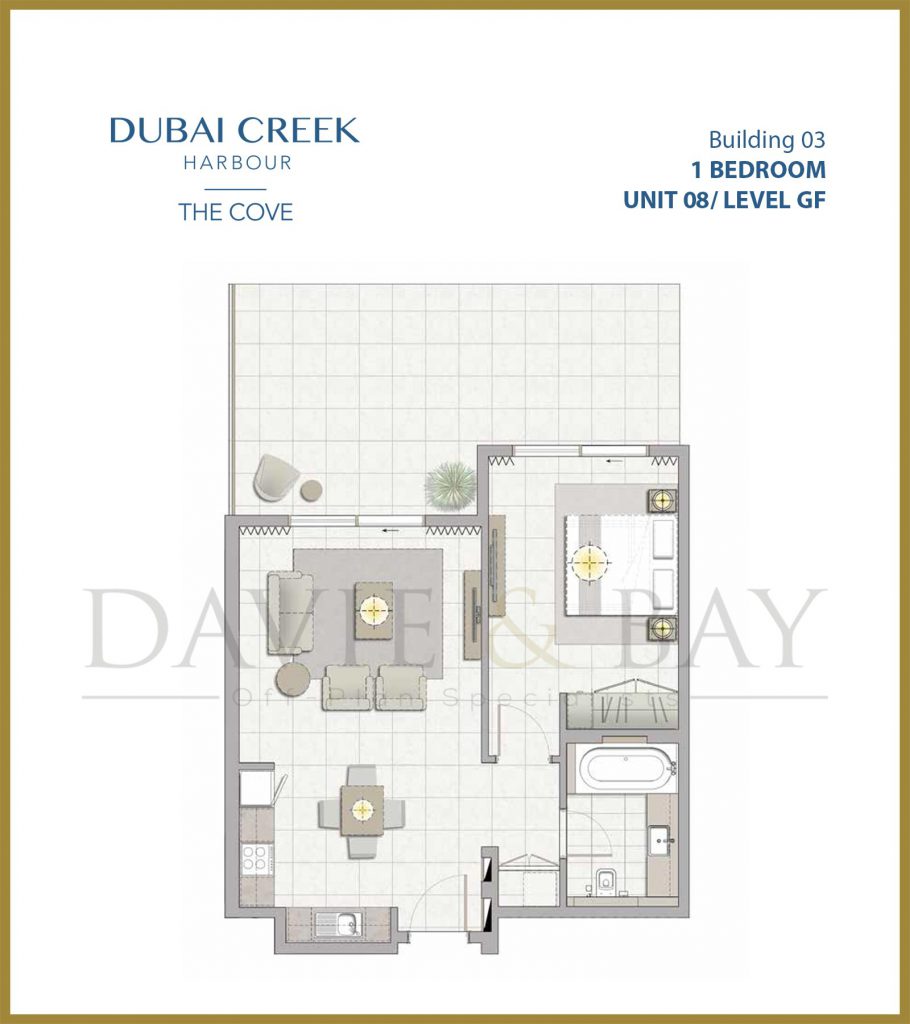 DUBAI CREEK
HARBOUR
THE COVE
Building 03
1 BEDROOM
UNIT 08/ LEVEL GF
DAVIE & BAY
Off-Plan Specialists